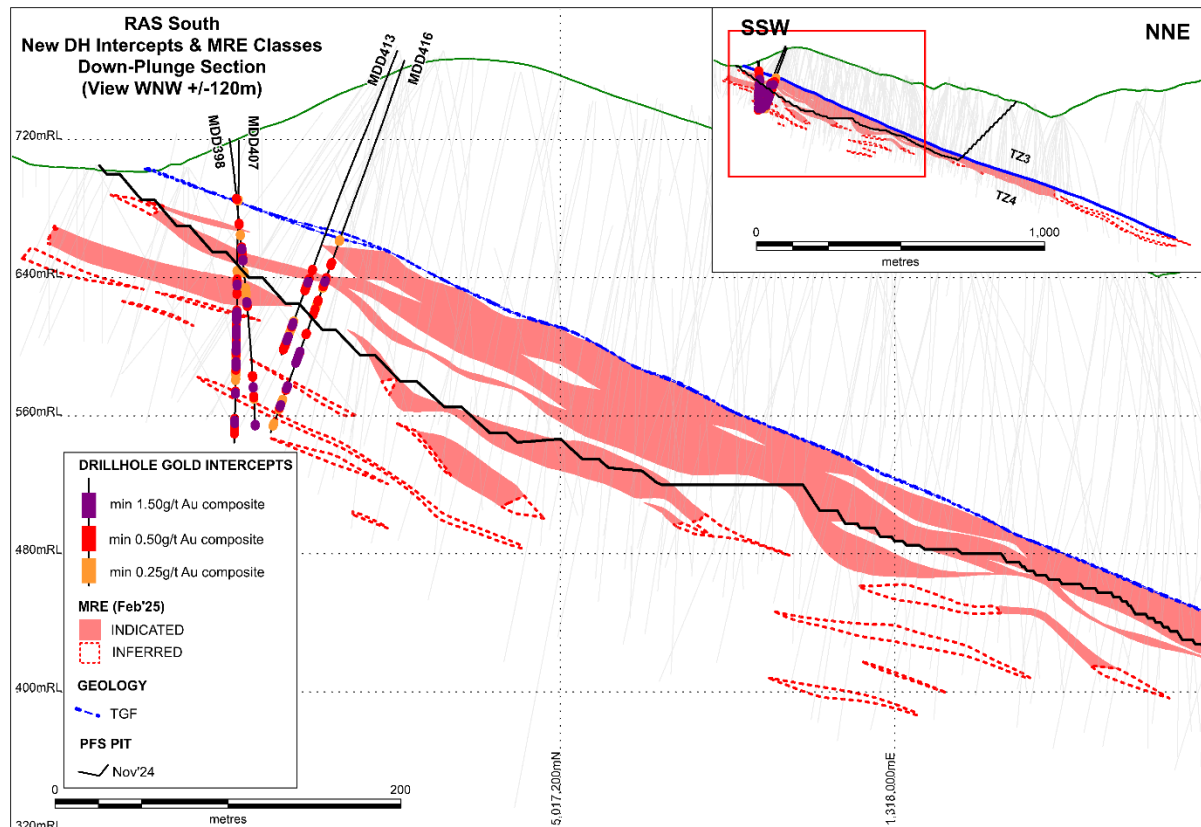 RAS South
New DH Intercepts & MRE Classes
Down-Plunge Section
(View WNW +/-120m)
MDD398
MDD407
MDD413
MDD416
SSW
NNE
TZ3
TZ4
0
1,000
metres
720mRL
640mRL
560mRL
480mRL
400mRL
320mRL
DRILLHOLE GOLD INTERCEPTS
min 1.50g/t Au composite
min 0.50g/t Au composite
min 0.25g/t Au composite
MRE (Feb'25)
INDICATED
INFERRED
GEOLOGY
TGF
PFS PIT
Nov'24
0
200
metres
5,017,200mN
1,318,000mE